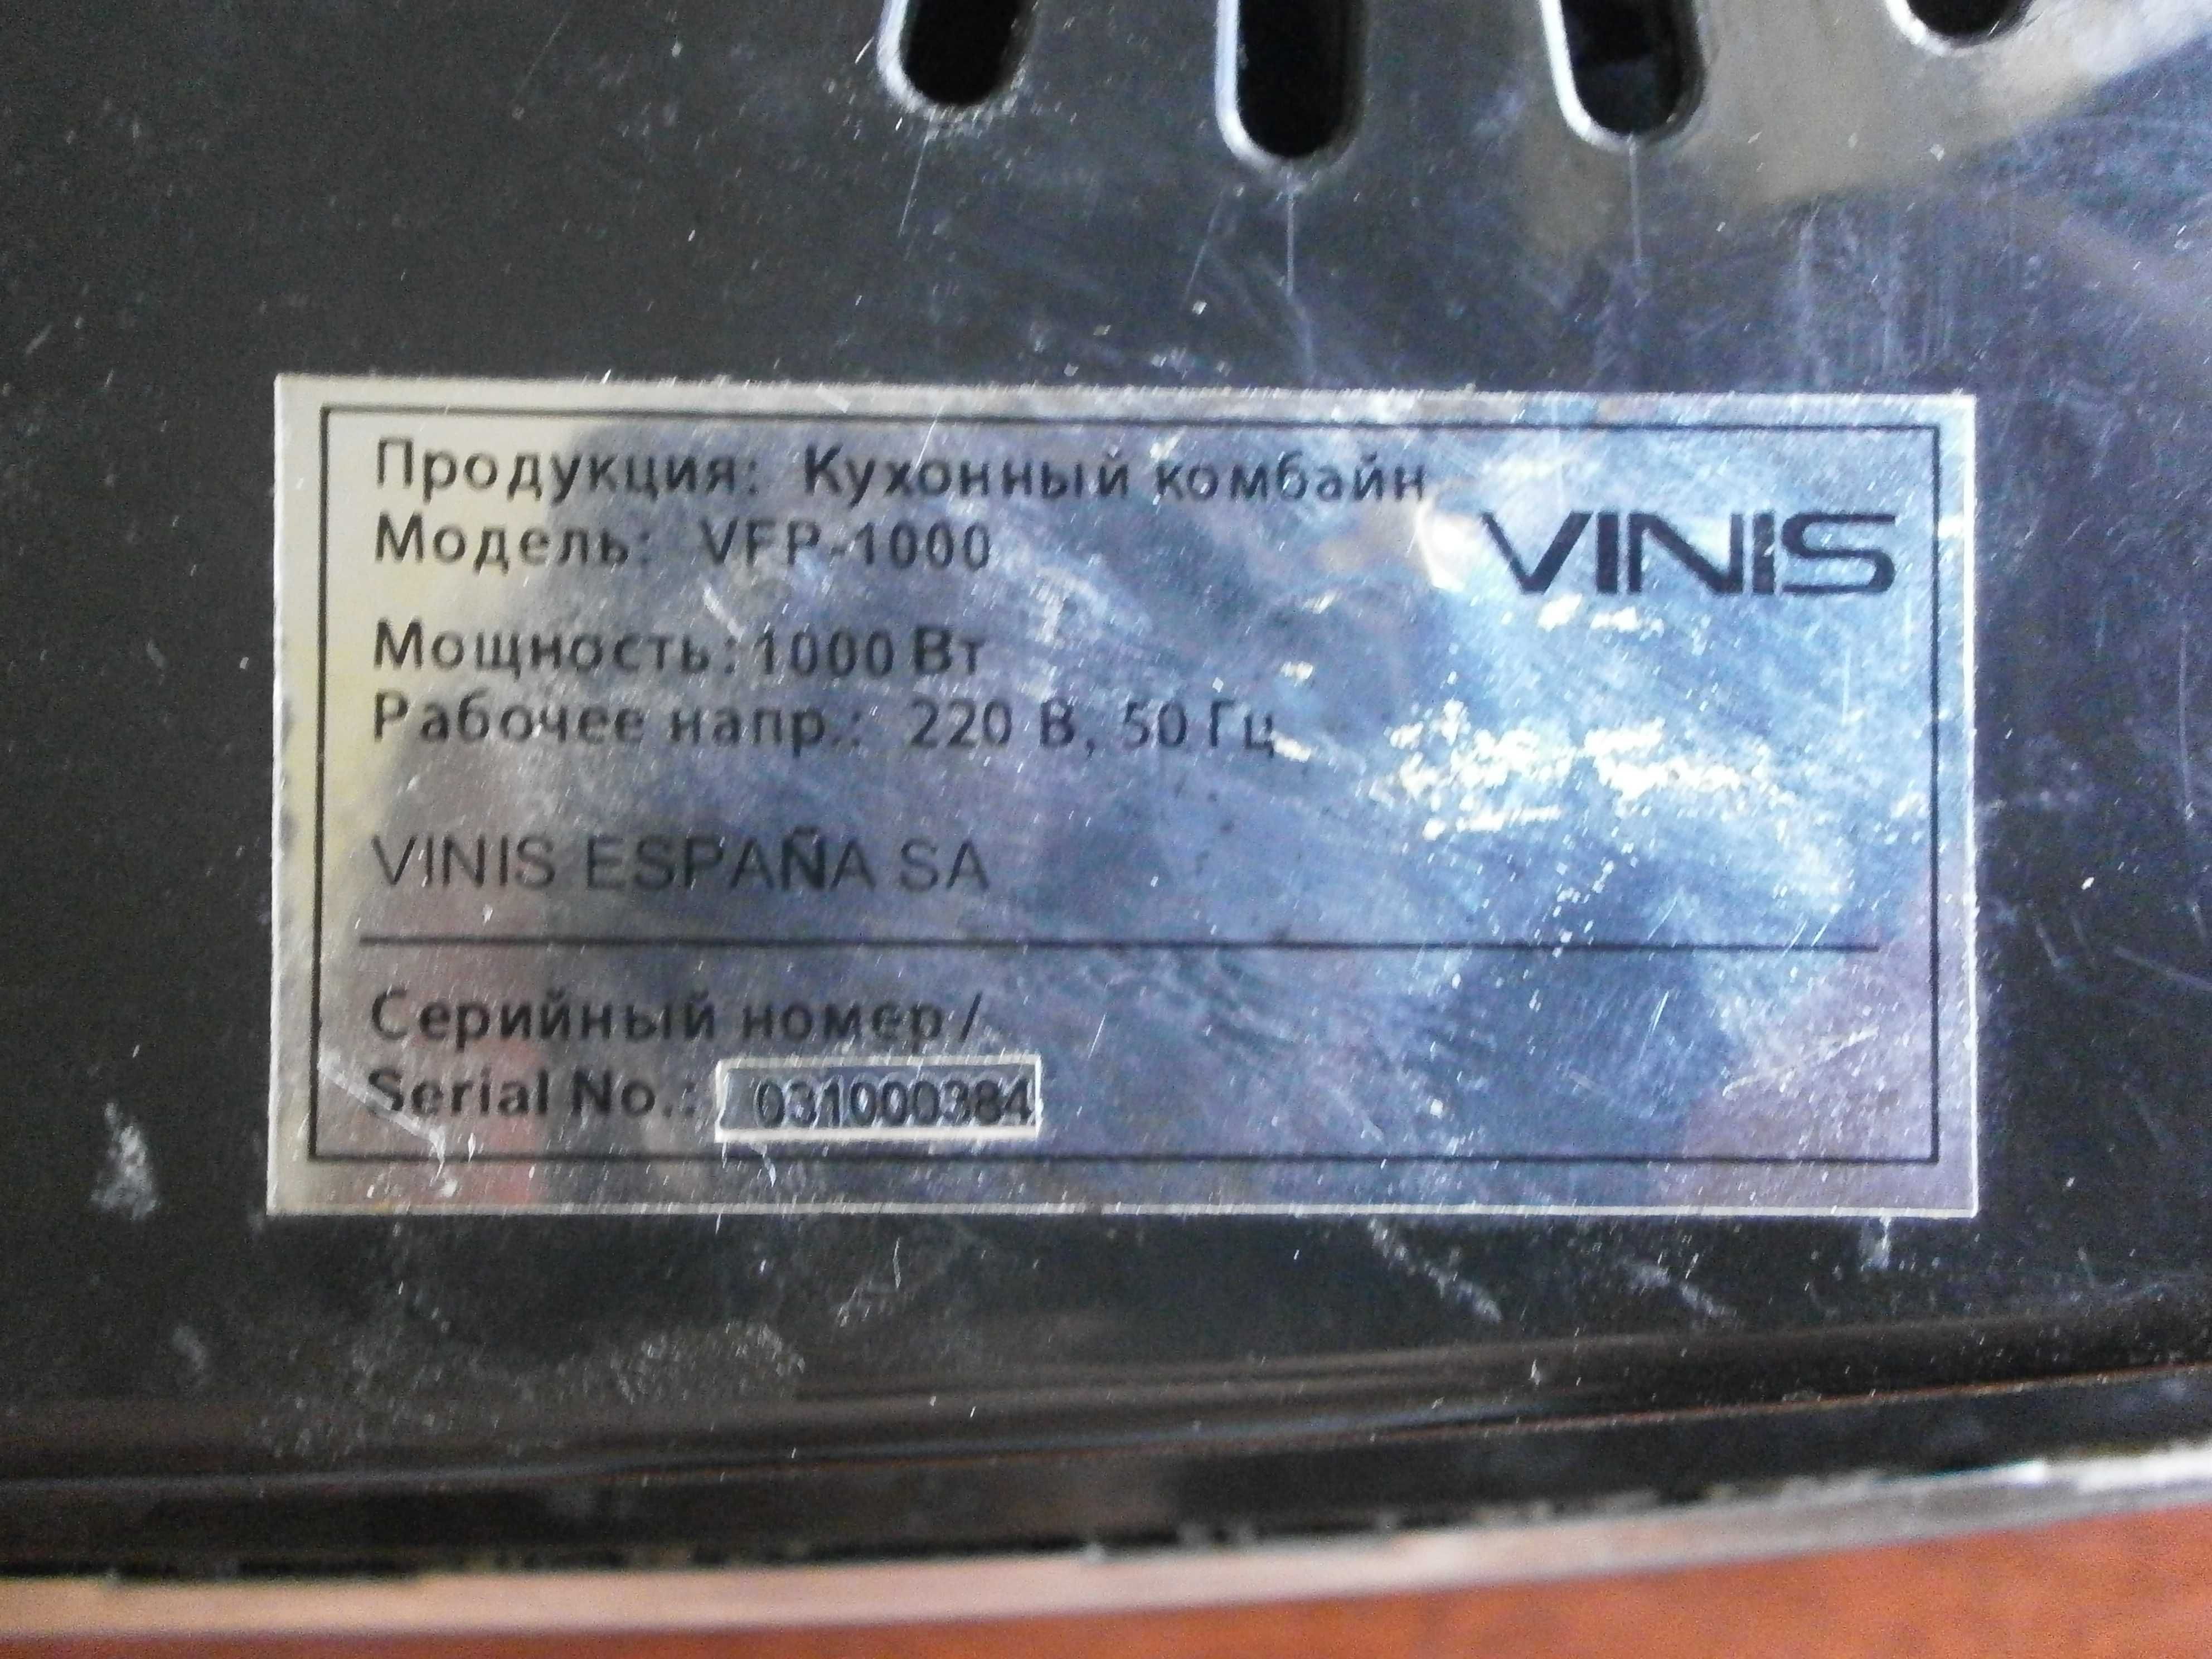 Продукция: Кухонный комбайн
Модель: VFP-1000
VINIS
Мощность: 1000 Вт
Рабочее напр.: 220 В, 50 Гц
VINIS ESPAÑA SA
Серийный номер /
Serial No.: 031000384